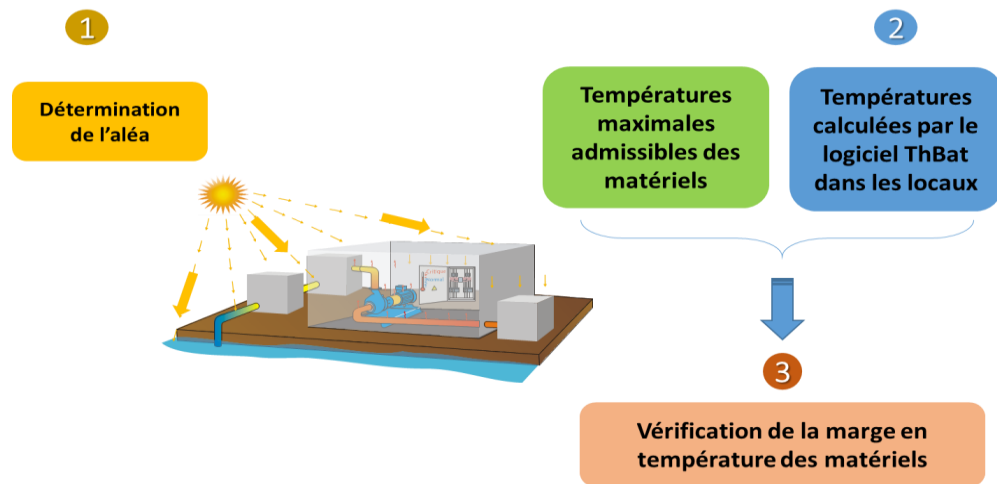 1
Détermination
de l'aléa
2
Températures
maximales
admissibles des
matériels
Températures
calculées par le
logiciel ThBat
dans les locaux
Critique
3
Vérification de la marge en
température des matériels